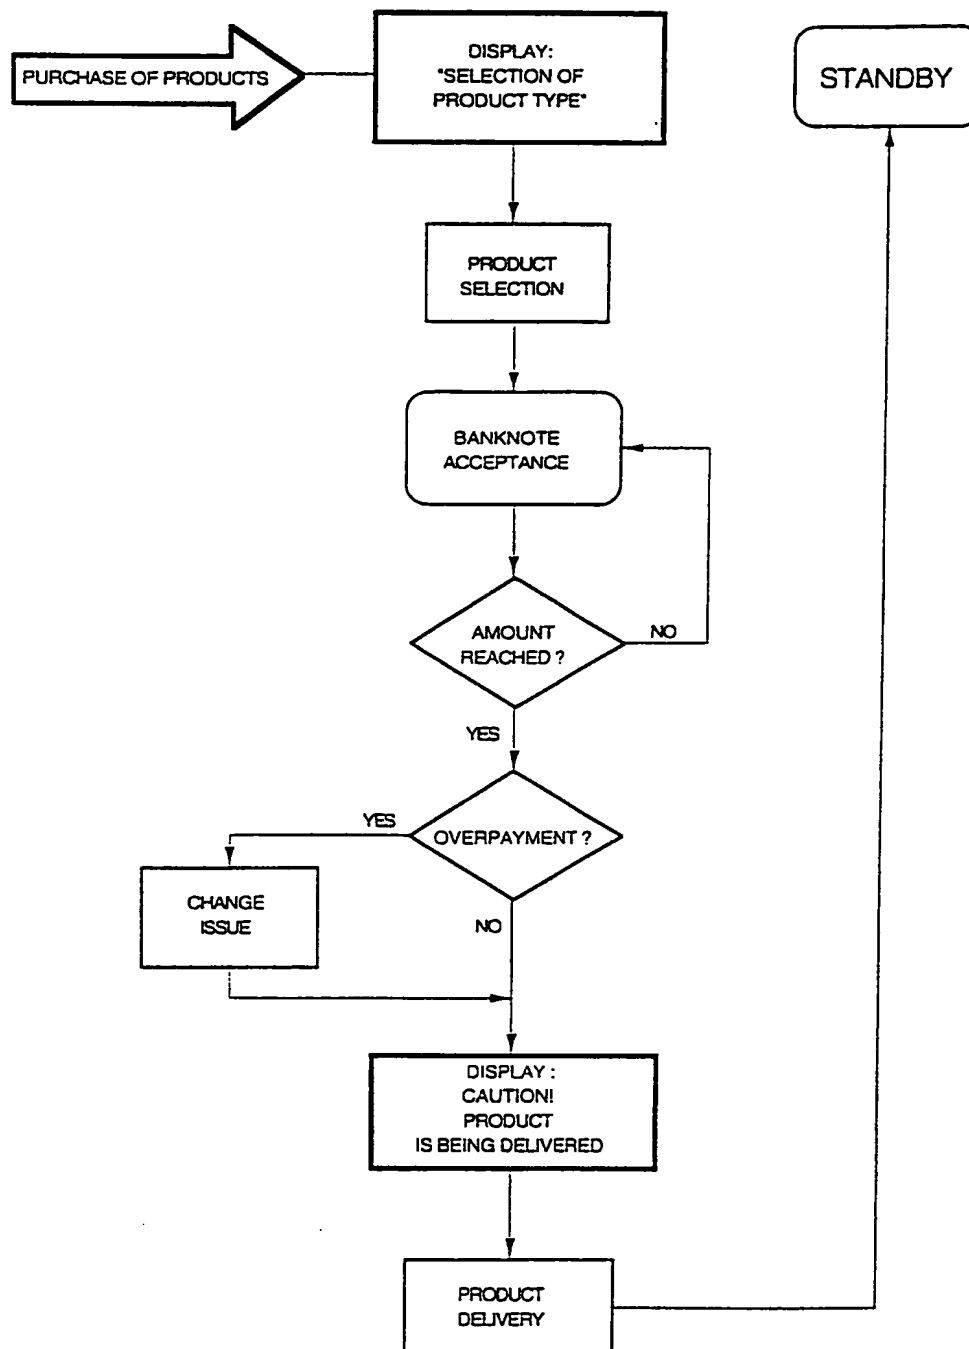 PURCHASE OF PRODUCTS
DISPLAY:
"SELECTION OF
PRODUCT TYPE"
STANDBY
PRODUCT
SELECTION
BANKNOTE
ACCEPTANCE
AMOUNT
REACHED ?
NO
YES
OVERPAYMENT ?
YES
CHANGE
ISSUE
NO
DISPLAY :
CAUTION!
PRODUCT
IS BEING DELIVERED
PRODUCT
DELIVERY